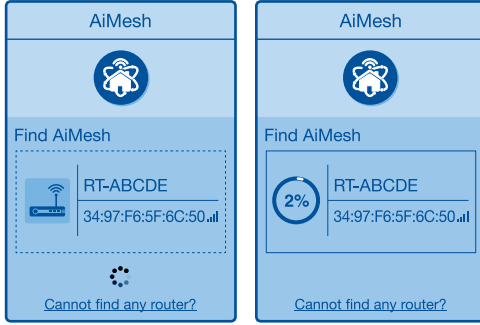 AiMesh
Find AiMesh
RT-ABCDE
34:97:F6:5F:6C:50
Cannot find any router?
AiMesh
Find AiMesh
2%
RT-ABCDE
34:97:F6:5F:6C:50
Cannot find any router?